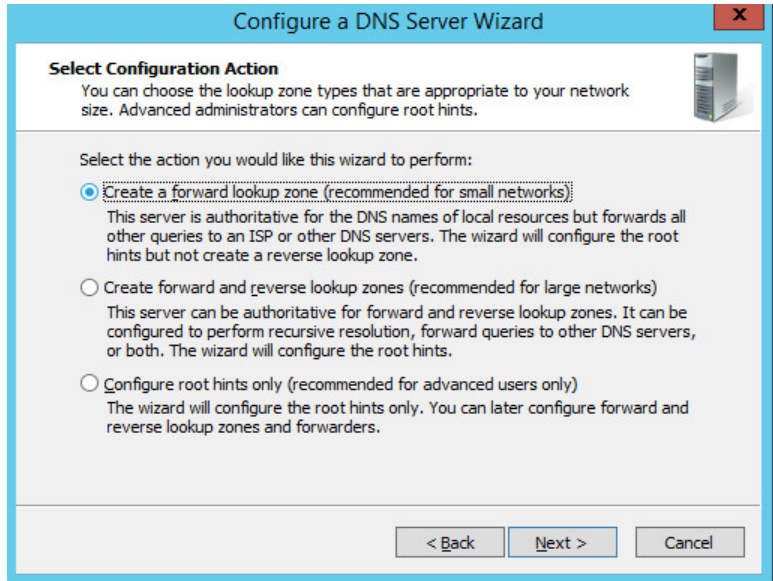 Configure a DNS Server Wizard
x
Select Configuration Action
You can choose the lookup zone types that are appropriate to your network
size. Advanced administrators can configure root hints.
Select the action you would like this wizard to perform:
Create a forward lookup zone (recommended for small networks)
This server is authoritative for the DNS names of local resources but forwards all
other queries to an ISP or other DNS servers. The wizard will configure the root
hints but not create a reverse lookup zone.
Create forward and reverse lookup zones (recommended for large networks)
This server can be authoritative for forward and reverse lookup zones. It can be
configured to perform recursive resolution, forward queries to other DNS servers,
or both. The wizard will configure the root hints.
Configure root hints only (recommended for advanced users only)
The wizard will configure the root hints only. You can later configure forward and
reverse lookup zones and forwarders.
< Back Next > Cancel